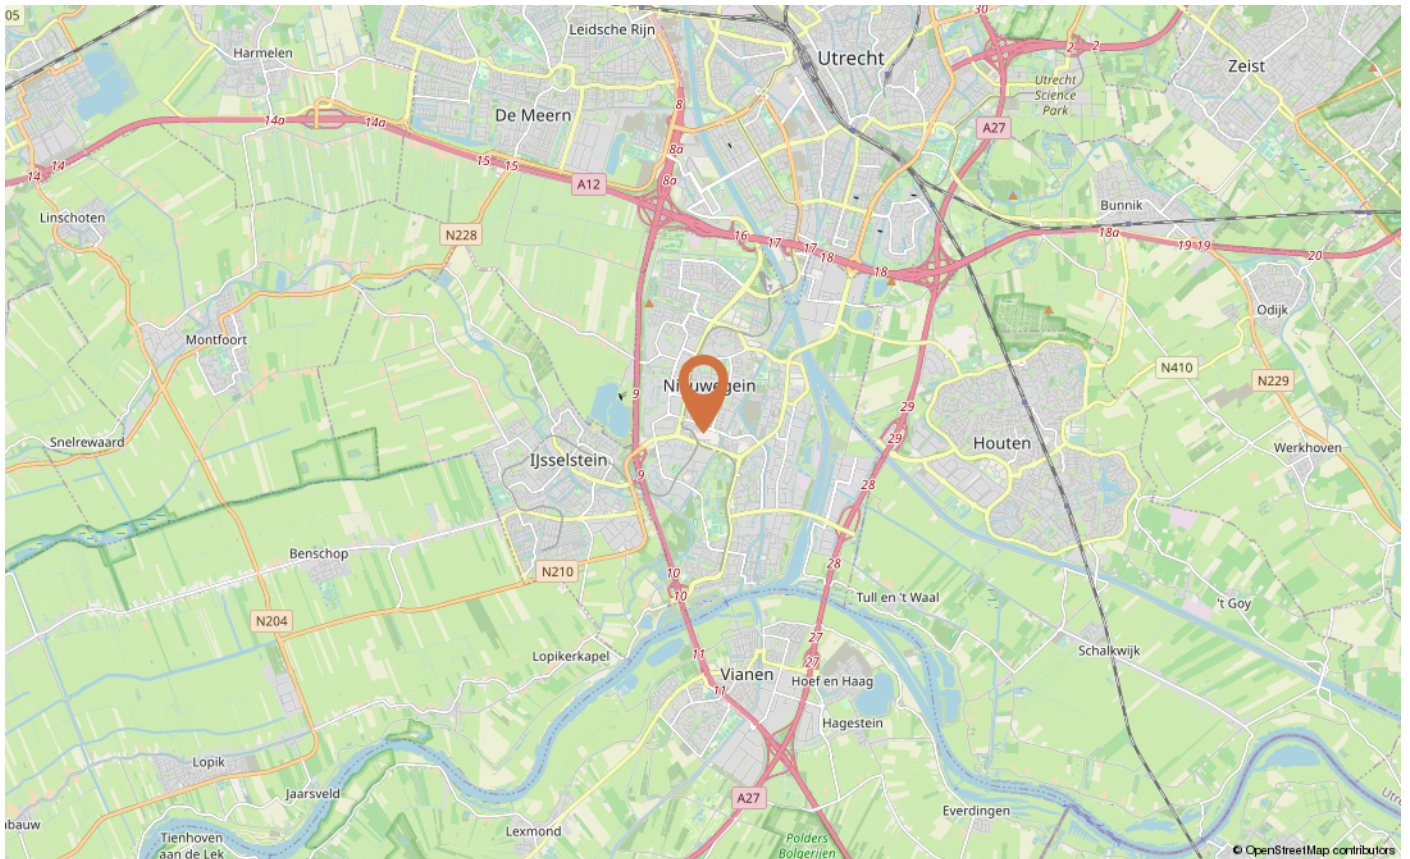 05
30
Leidsche Rijn
2
2
Harmelen
Utrecht
Zeist
Utrecht
Science
Park
8
De Meern
14a
14a
A27
8a
15
15
14
14
8a
A12
Linschoten
Bunnik
N228
16
17
17
18
18a
19
19
20
18
Montfoort
Odijk
N410
N229
9
29
29
Snelrewaard
Houten
Werkhoven
IJsselstein
9
28
Benschop
28
10
N210
10
Tull en 't Waal
't Goy
N204
27
Lopikerkapel
11
27
Schalkwijk
Vianen
Hoef en Haag
11
Hagestein
Lopik
Jaarsveld
A27
Everdingen
Lexmond
Tienhoven
aan de Lek
Polders
Bolgerijen
© OpenStreetMap contributors